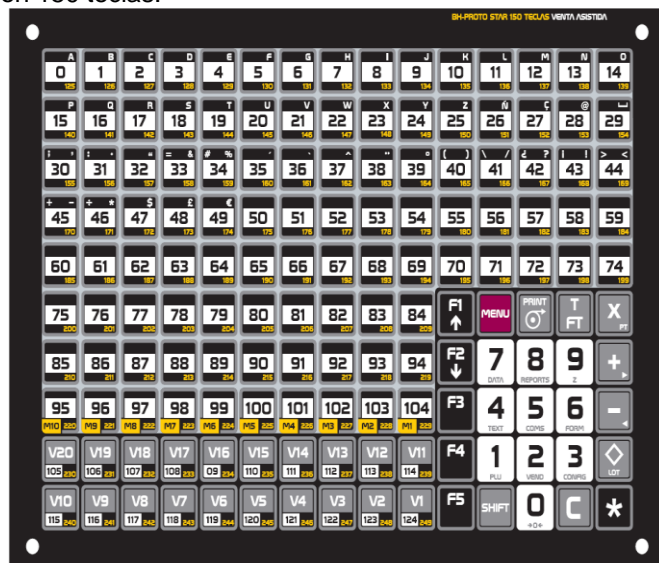 en 150 teclas.
BH-PROTO STAR 150 TECLAS VENTA ASISTIDA
A B C D E F G H I J K L M N O
0 1 2 3 4 5 6 7 8 9 10 11 12 13 14
125 126 127 128 129 130 131 132 133 134 135 136 137 138 139
P Q R S T U V W X Y Z Ñ Ç @ ⎵
15 16 17 18 19 20 21 22 23 24 25 26 27 28 29
140 141 142 143 144 145 146 147 148 149 150 151 152 153 154
; , : . " = & # % ´ ` ^ ¨ º ( ) \ / ¿ ? ¡ ! > <
30 31 32 33 34 35 36 37 38 39 40 41 42 43 44
155 156 157 158 159 160 161 162 163 164 165 166 167 168 169
+ - + * $ £ €
45 46 47 48 49 50 51 52 53 54 55 56 57 58 59
170 171 172 173 174 175 176 177 178 179 180 181 182 183 184
60 61 62 63 64 65 66 67 68 69 70 71 72 73 74
185 186 187 188 189 190 191 192 193 194 195 196 197 198 199
75 76 77 78 79 80 81 82 83 84 F1 ↑ MENU PRINT T FT X PT
200 201 202 203 204 205 206 207 208 209
85 86 87 88 89 90 91 92 93 94 F2 ↓ 7 8 9 +
210 211 212 213 214 215 216 217 218 219 DATA REPORTS Z
95 96 97 98 99 100 101 102 103 104 F3 4 5 6 -
M10 220 M9 221 M8 222 M7 223 M6 224 M5 225 M4 226 M3 227 M2 228 M1 229 TEXT COMS FORM
V20 V19 V18 V17 V16 V15 V14 V13 V12 V11 F4 1 2 3
105 230 106 231 107 232 108 233 09 234 110 235 111 236 112 237 113 238 114 239 PLU VEND CONFIG LOT
V10 V9 V8 V7 V6 V5 V4 V3 V2 V1 F5 SHIFT 0 C *
115 240 116 241 117 242 118 243 119 244 120 245 121 246 122 247 123 248 124 249 →0←